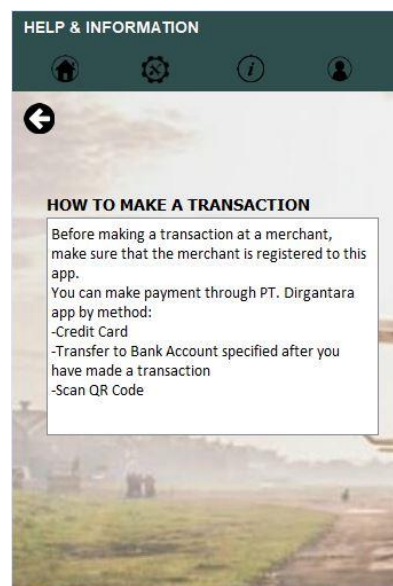 HELP & INFORMATION
HOW TO MAKE A TRANSACTION
Before making a transaction at a merchant,
make sure that the merchant is registered to this
app.
You can make payment through PT. Dirgantara
app by method:
-Credit Card
-Transfer to Bank Account specified after you
have made a transaction
-Scan QR Code